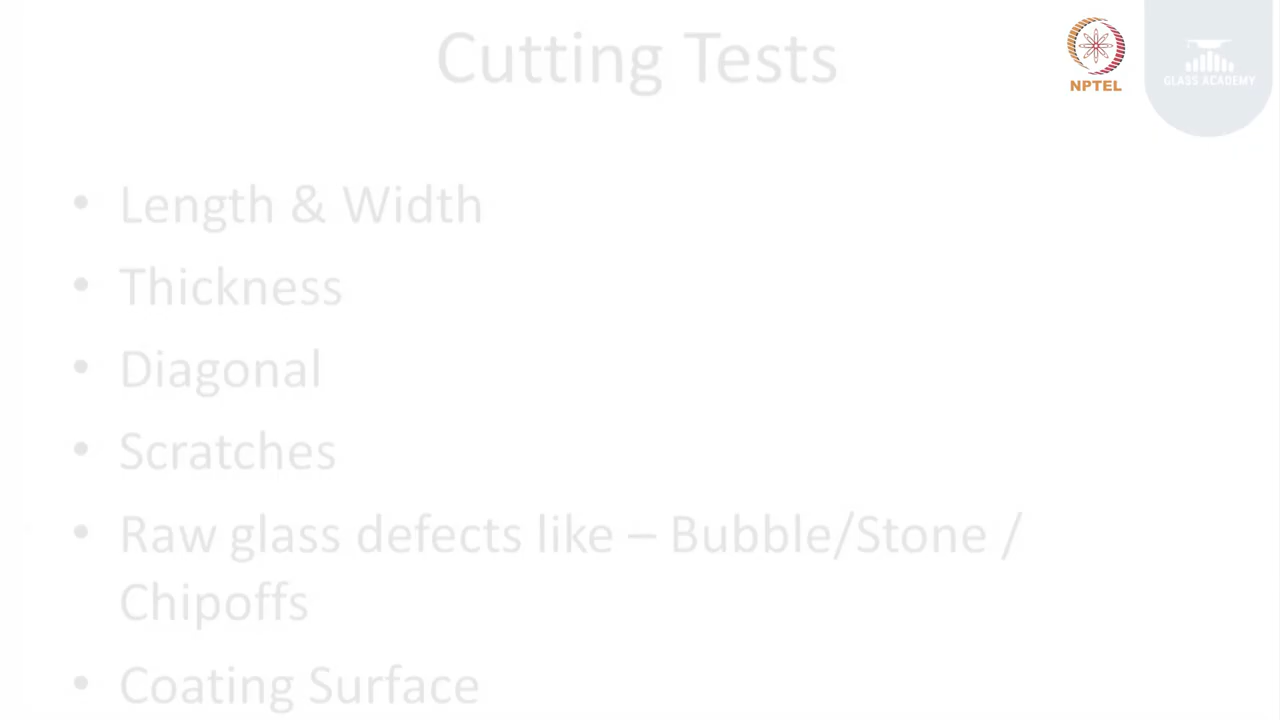 Cutting Tests
NPTEL
GLASS ACADEMY
• Length & Width
• Thickness
• Diagonal
• Scratches
• Raw glass defects like – Bubble/Stone /
Chipoffs
• Coating Surface